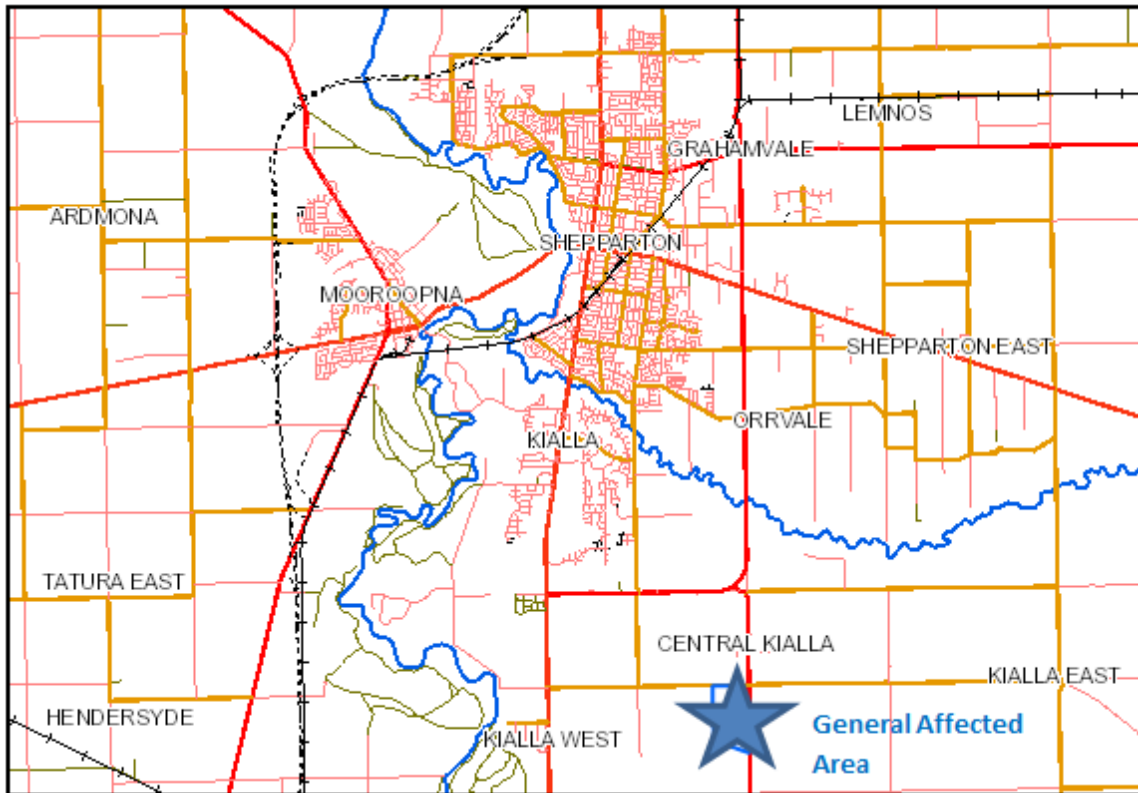 LEMNOS
GRAHAMVALE
ARDMONA
SHEPPARTON
MOOROOPNA
SHEPPARTON EAST
ORRVALE
KIALLA
TATURA EAST
CENTRAL KIALLA
KIALLA EAST
HENDERSYDE
KIALLA WEST
General Affected
Area